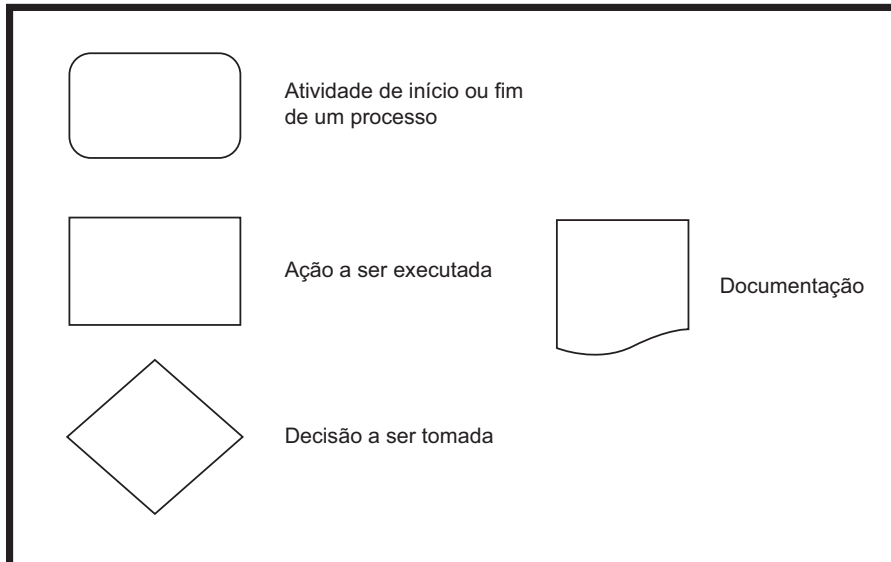 Atividade de início ou fim
de um processo
Ação a ser executada
Documentação
Decisão a ser tomada